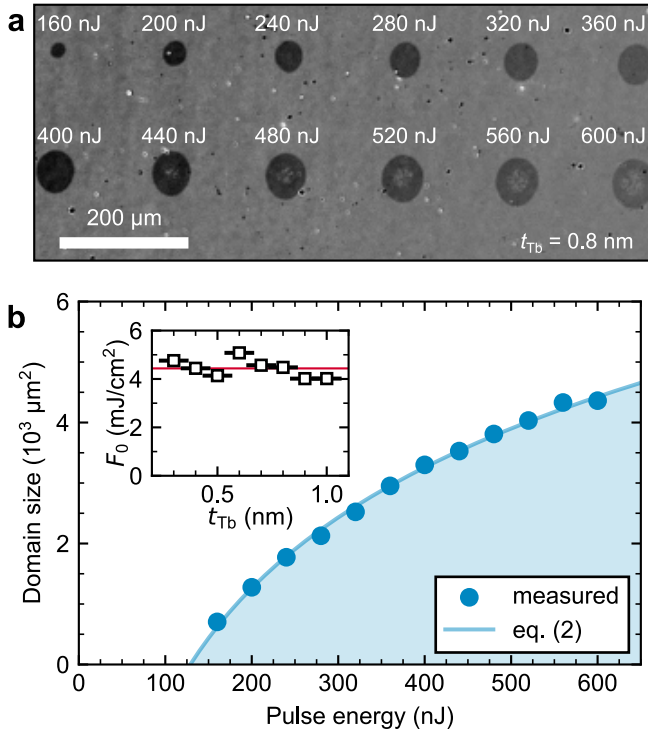 a
160 nJ 200 nJ 240 nJ 280 nJ 320 nJ 360 nJ
400 nJ 440 nJ 480 nJ 520 nJ 560 nJ 600 nJ
200 µm
t_Tb = 0.8 nm
b
Domain size (10³ µm²)
6
4
2
0
F₀ (mJ/cm²)
6
4
2
0
0.5 1.0
t_Tb (nm)
measured
eq. (2)
0 100 200 300 400 500 600
Pulse energy (nJ)